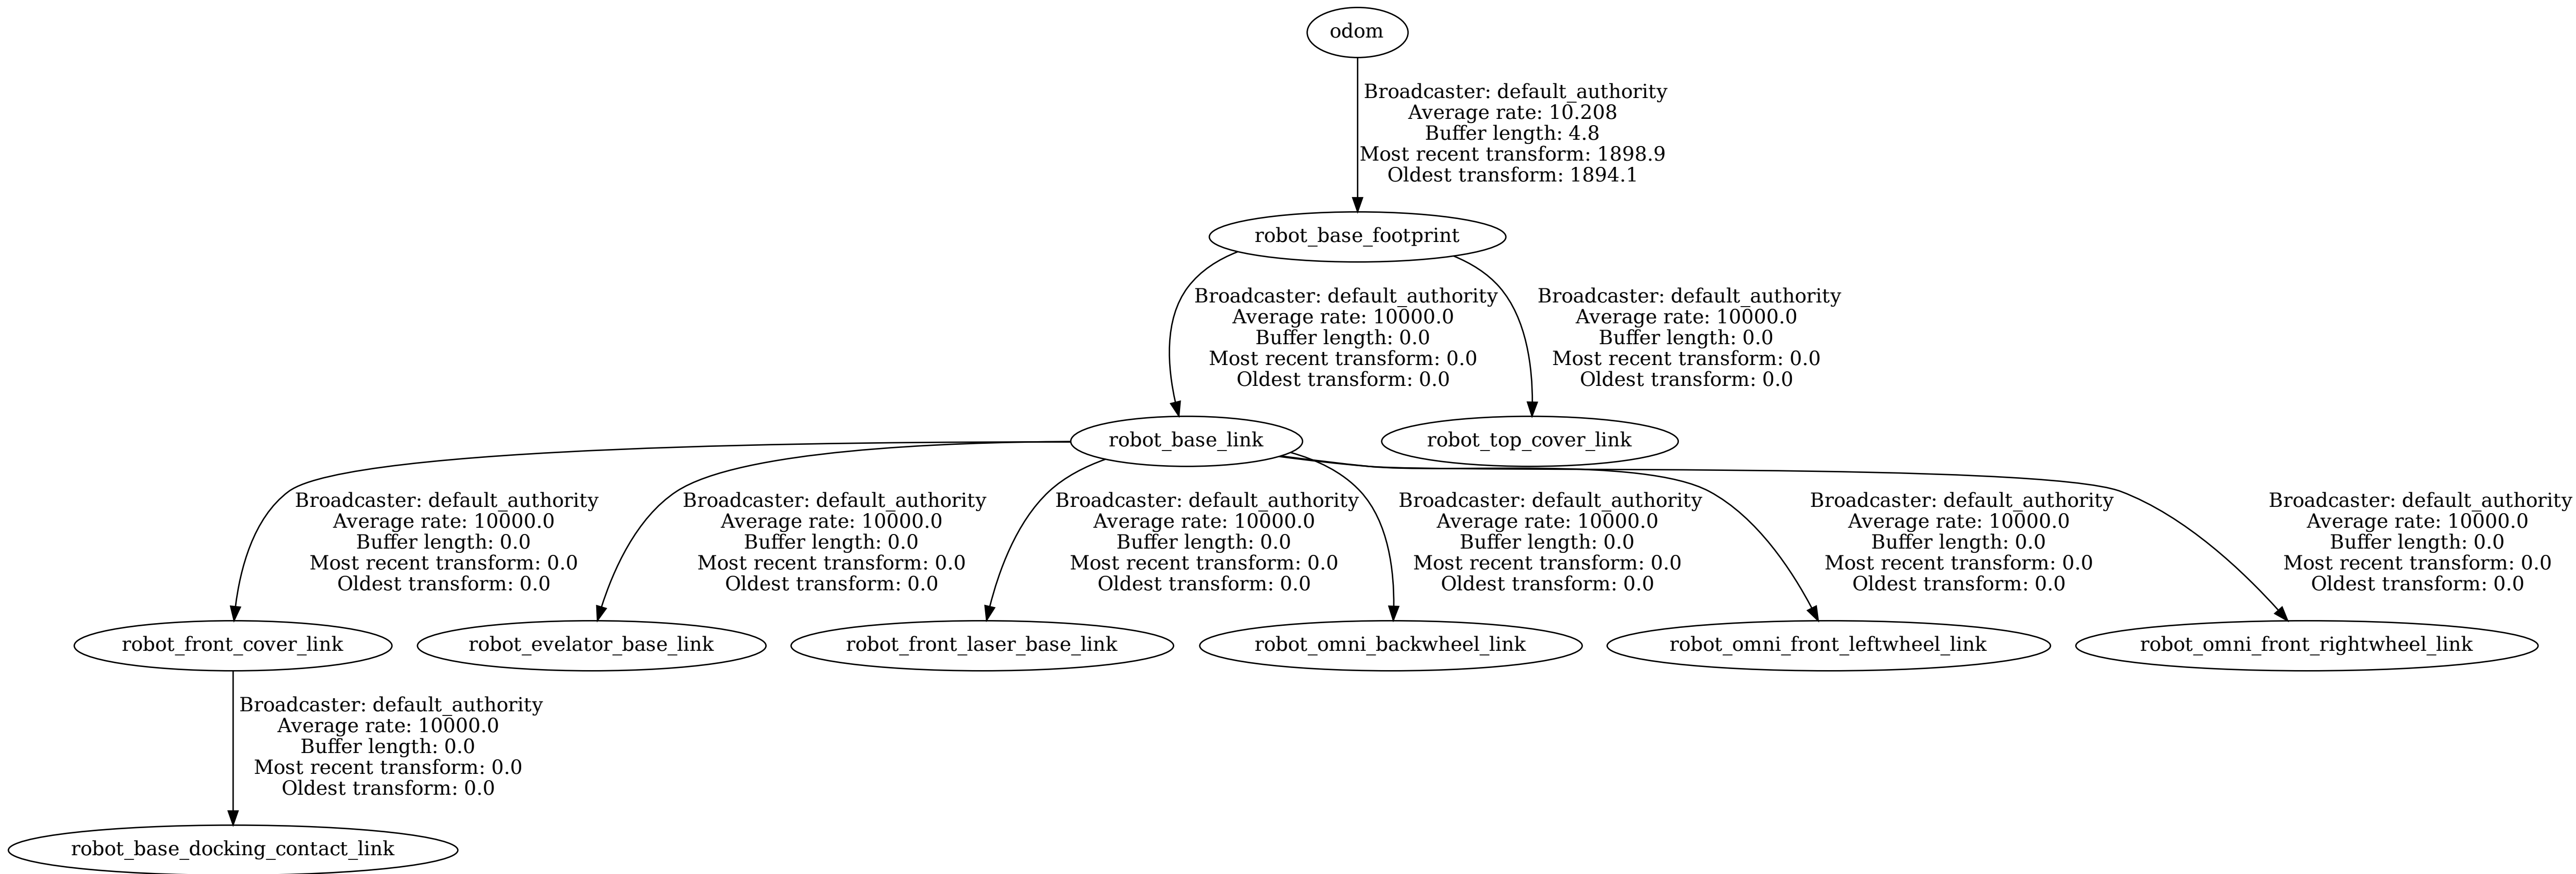 odom
Broadcaster: default_authority
Average rate: 10.208
Buffer length: 4.8
Most recent transform: 1898.9
Oldest transform: 1894.1
robot_base_footprint
Broadcaster: default_authority
Average rate: 10000.0
Buffer length: 0.0
Most recent transform: 0.0
Oldest transform: 0.0
Broadcaster: default_authority
Average rate: 10000.0
Buffer length: 0.0
Most recent transform: 0.0
Oldest transform: 0.0
robot_base_link
robot_top_cover_link
Broadcaster: default_authority
Average rate: 10000.0
Buffer length: 0.0
Most recent transform: 0.0
Oldest transform: 0.0
Broadcaster: default_authority
Average rate: 10000.0
Buffer length: 0.0
Most recent transform: 0.0
Oldest transform: 0.0
Broadcaster: default_authority
Average rate: 10000.0
Buffer length: 0.0
Most recent transform: 0.0
Oldest transform: 0.0
Broadcaster: default_authority
Average rate: 10000.0
Buffer length: 0.0
Most recent transform: 0.0
Oldest transform: 0.0
Broadcaster: default_authority
Average rate: 10000.0
Buffer length: 0.0
Most recent transform: 0.0
Oldest transform: 0.0
Broadcaster: default_authority
Average rate: 10000.0
Buffer length: 0.0
Most recent transform: 0.0
Oldest transform: 0.0
robot_front_cover_link
robot_evelator_base_link
robot_front_laser_base_link
robot_omni_backwheel_link
robot_omni_front_leftwheel_link
robot_omni_front_rightwheel_link
Broadcaster: default_authority
Average rate: 10000.0
Buffer length: 0.0
Most recent transform: 0.0
Oldest transform: 0.0
robot_base_docking_contact_link